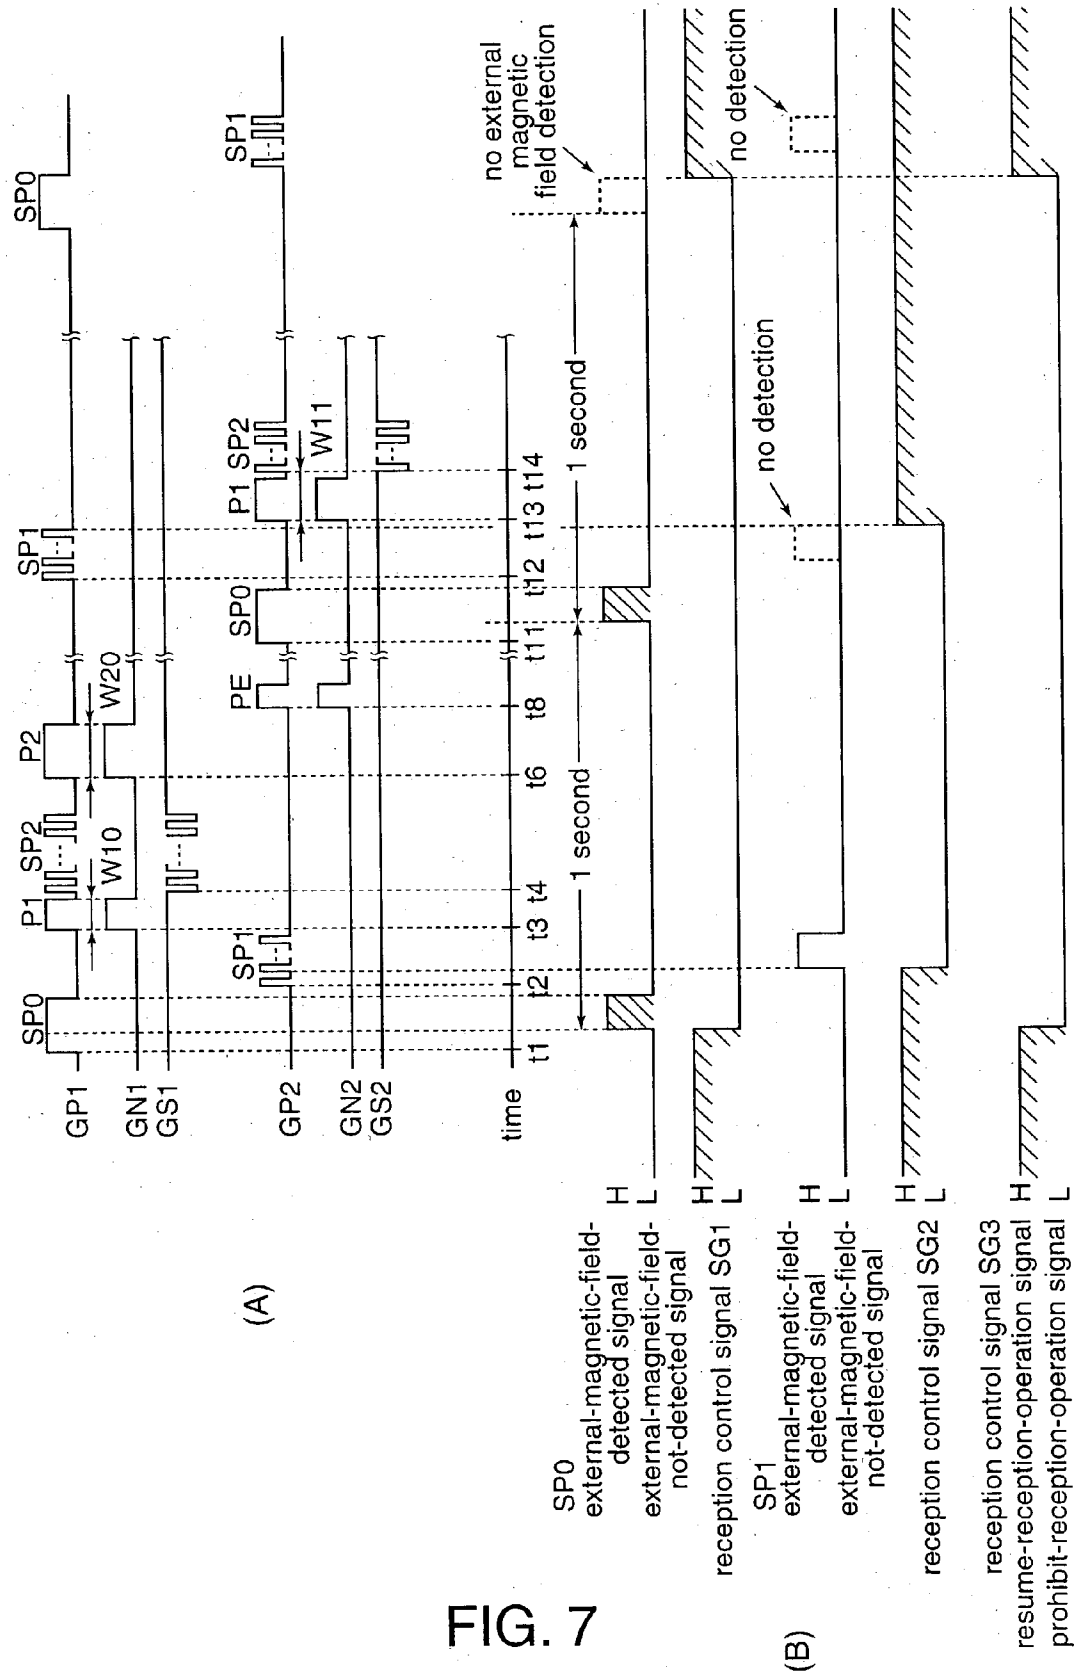 FIG. 7
(A)
GP1
SP0
P1
SP2
P2
SP1
SP0
W10
W20
GN1
GS1
GP2
SP1
PE
SP0
P1
SP2
SP1
W11
GN2
GS2
time
t1
t2
t3
t4
t6
t8
t11
t12
t13
t14
(B)
SP0
external-magnetic-field-
detected signal
H
external-magnetic-field-
not-detected signal
L
1 second
1 second
no external
magnetic
field detection
reception control signal SG1
H
L
SP1
external-magnetic-field-
detected signal
H
external-magnetic-field-
not-detected signal
L
no detection
no detection
reception control signal SG2
H
L
reception control signal SG3
resume-reception-operation signal
H
prohibit-reception-operation signal
L